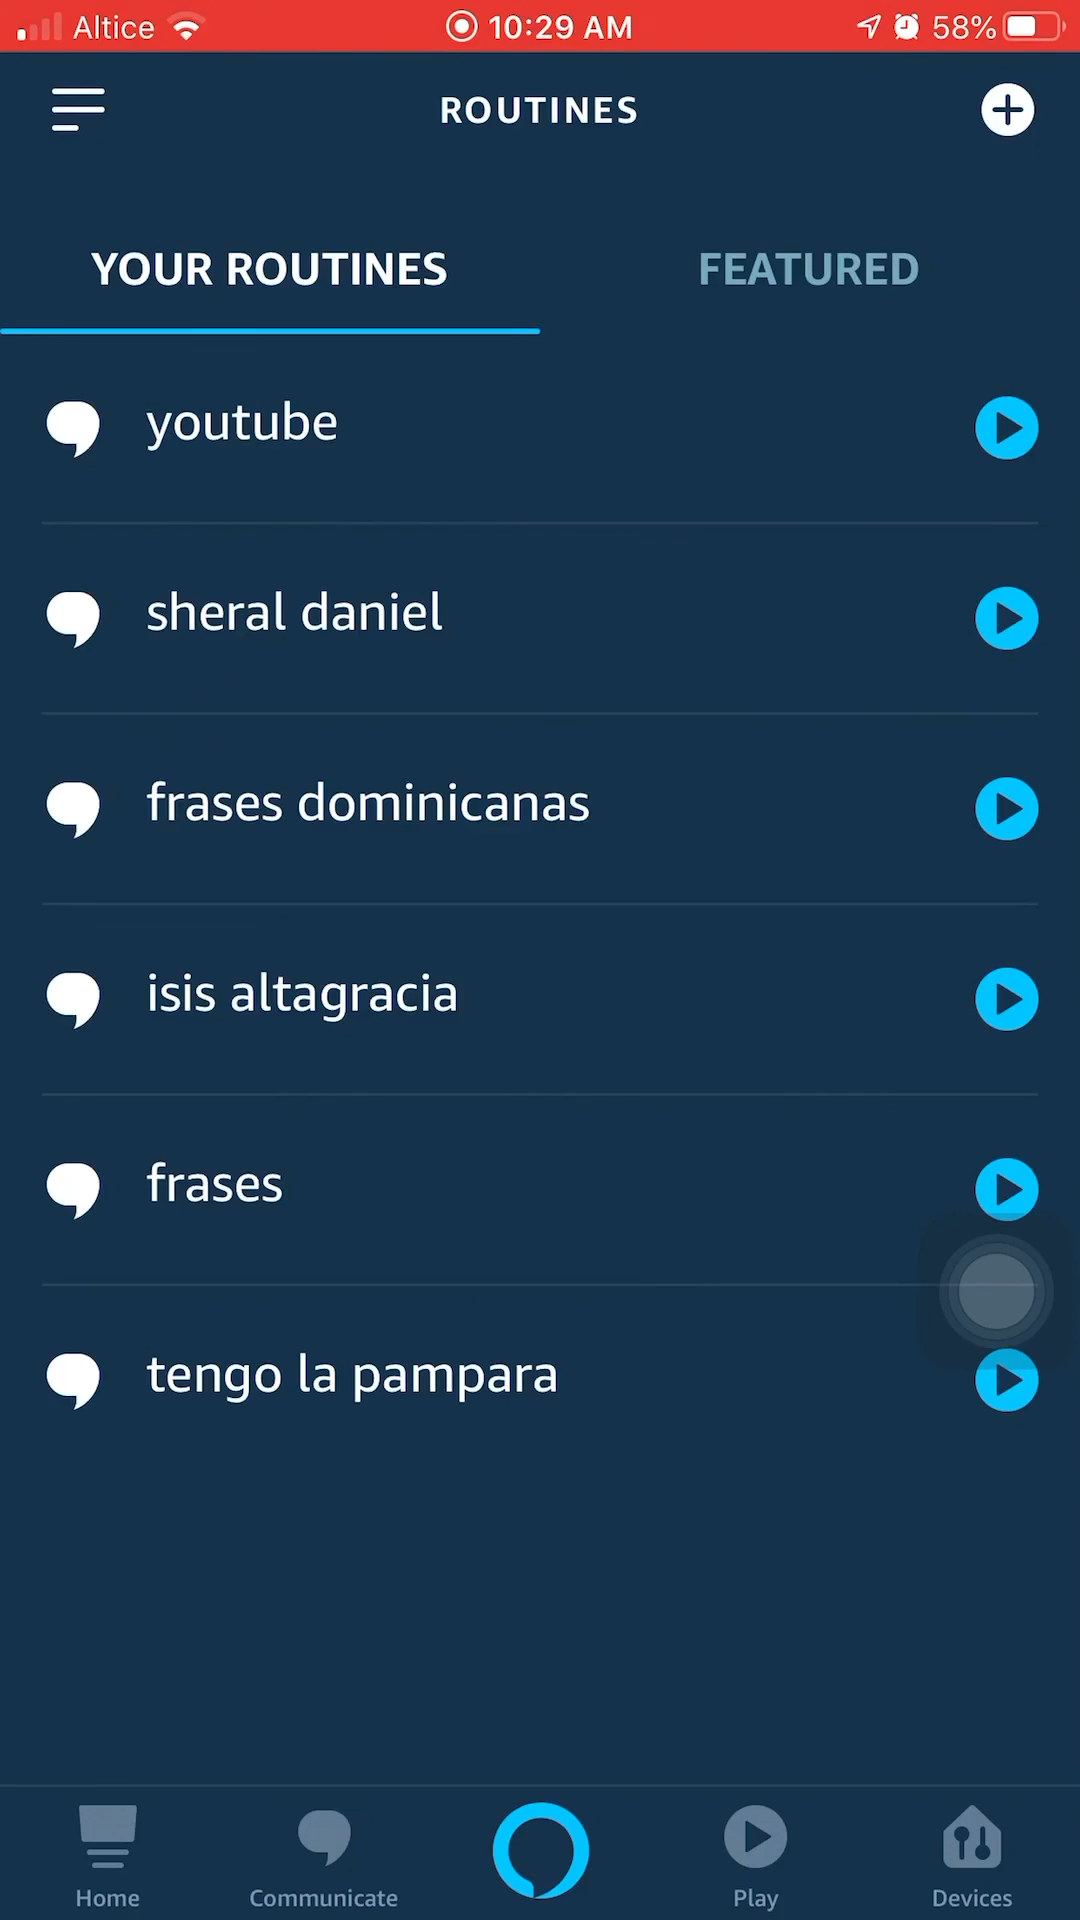 Altice 10:29 AM 58%
ROUTINES
YOUR ROUTINES FEATURED
youtube
sheral daniel
frases dominicanas
isis altagracia
frases
tengo la pampara
Home Communicate Play Devices